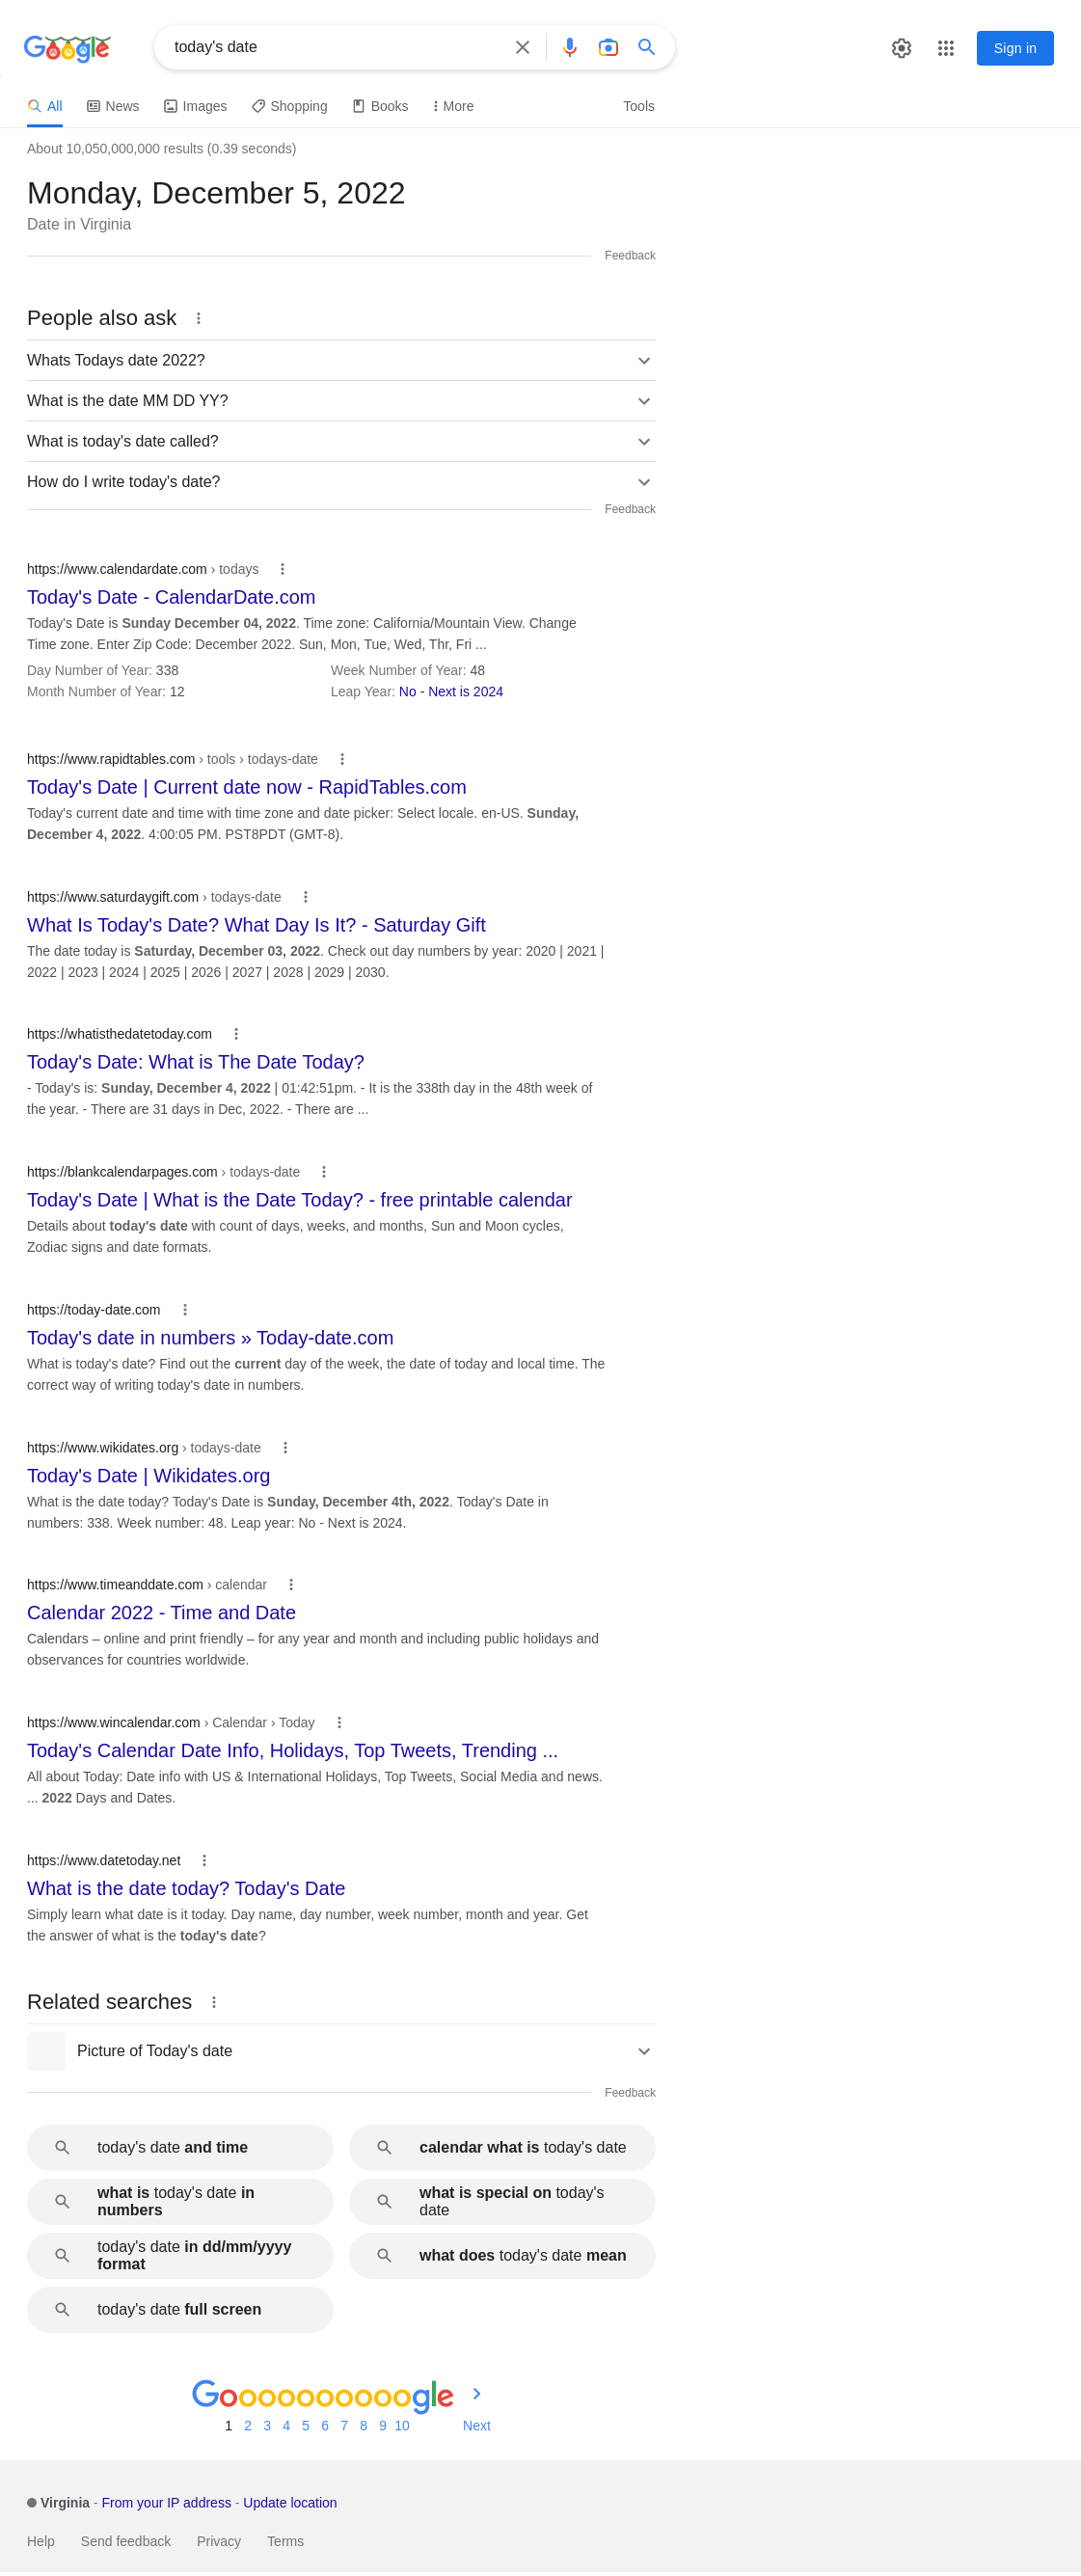 Google
today's date
Sign in
All
News
Images
Shopping
Books
More
Tools
About 10,050,000,000 results (0.39 seconds)
Monday, December 5, 2022
Date in Virginia
Feedback
People also ask
Whats Todays date 2022?
What is the date MM DD YY?
What is today's date called?
How do I write today's date?
Feedback
https://www.calendardate.com › todays
Today's Date - CalendarDate.com
Today's Date is Sunday December 04, 2022. Time zone: California/Mountain View. Change
Time zone. Enter Zip Code: December 2022. Sun, Mon, Tue, Wed, Thr, Fri ...
Day Number of Year: 338
Week Number of Year: 48
Month Number of Year: 12
Leap Year: No - Next is 2024
https://www.rapidtables.com › tools › todays-date
Today's Date | Current date now - RapidTables.com
Today's current date and time with time zone and date picker: Select locale. en-US. Sunday,
December 4, 2022. 4:00:05 PM. PST8PDT (GMT-8).
https://www.saturdaygift.com › todays-date
What Is Today's Date? What Day Is It? - Saturday Gift
The date today is Saturday, December 03, 2022. Check out day numbers by year: 2020 | 2021 |
2022 | 2023 | 2024 | 2025 | 2026 | 2027 | 2028 | 2029 | 2030.
https://whatisthedatetoday.com
Today's Date: What is The Date Today?
- Today's is: Sunday, December 4, 2022 | 01:42:51pm. - It is the 338th day in the 48th week of
the year. - There are 31 days in Dec, 2022. - There are ...
https://blankcalendarpages.com › todays-date
Today's Date | What is the Date Today? - free printable calendar
Details about today's date with count of days, weeks, and months, Sun and Moon cycles,
Zodiac signs and date formats.
https://today-date.com
Today's date in numbers » Today-date.com
What is today's date? Find out the current day of the week, the date of today and local time. The
correct way of writing today's date in numbers.
https://www.wikidates.org › todays-date
Today's Date | Wikidates.org
What is the date today? Today's Date is Sunday, December 4th, 2022. Today's Date in
numbers: 338. Week number: 48. Leap year: No - Next is 2024.
https://www.timeanddate.com › calendar
Calendar 2022 - Time and Date
Calendars – online and print friendly – for any year and month and including public holidays and
observances for countries worldwide.
https://www.wincalendar.com › Calendar › Today
Today's Calendar Date Info, Holidays, Top Tweets, Trending ...
All about Today: Date info with US & International Holidays, Top Tweets, Social Media and news.
... 2022 Days and Dates.
https://www.datetoday.net
What is the date today? Today's Date
Simply learn what date is it today. Day name, day number, week number, month and year. Get
the answer of what is the today's date?
Related searches
Picture of Today's date
Feedback
today's date and time
calendar what is today's date
what is today's date in
numbers
what is special on today's
date
today's date in dd/mm/yyyy
format
what does today's date mean
today's date full screen
Goooooooooogle
1 2 3 4 5 6 7 8 9 10 Next
Virginia - From your IP address - Update location
Help Send feedback Privacy Terms